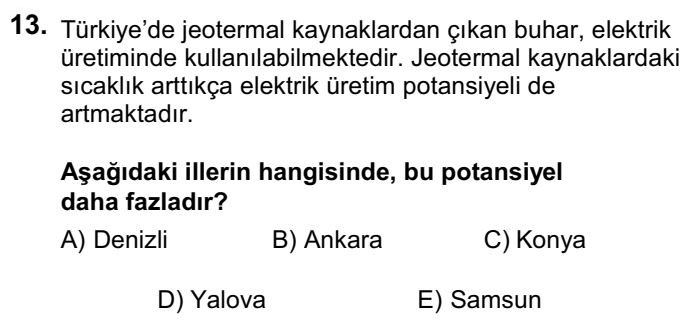 13. Türkiye’de jeotermal kaynaklardan çıkan buhar, elektrik
üretiminde kullanılabilmektedir. Jeotermal kaynaklardaki
sıcaklık arttıkça elektrik üretim potansiyeli de
artmaktadır.
Aşağıdaki illerin hangisinde, bu potansiyel
daha fazladır?
A) Denizli B) Ankara C) Konya
D) Yalova E) Samsun